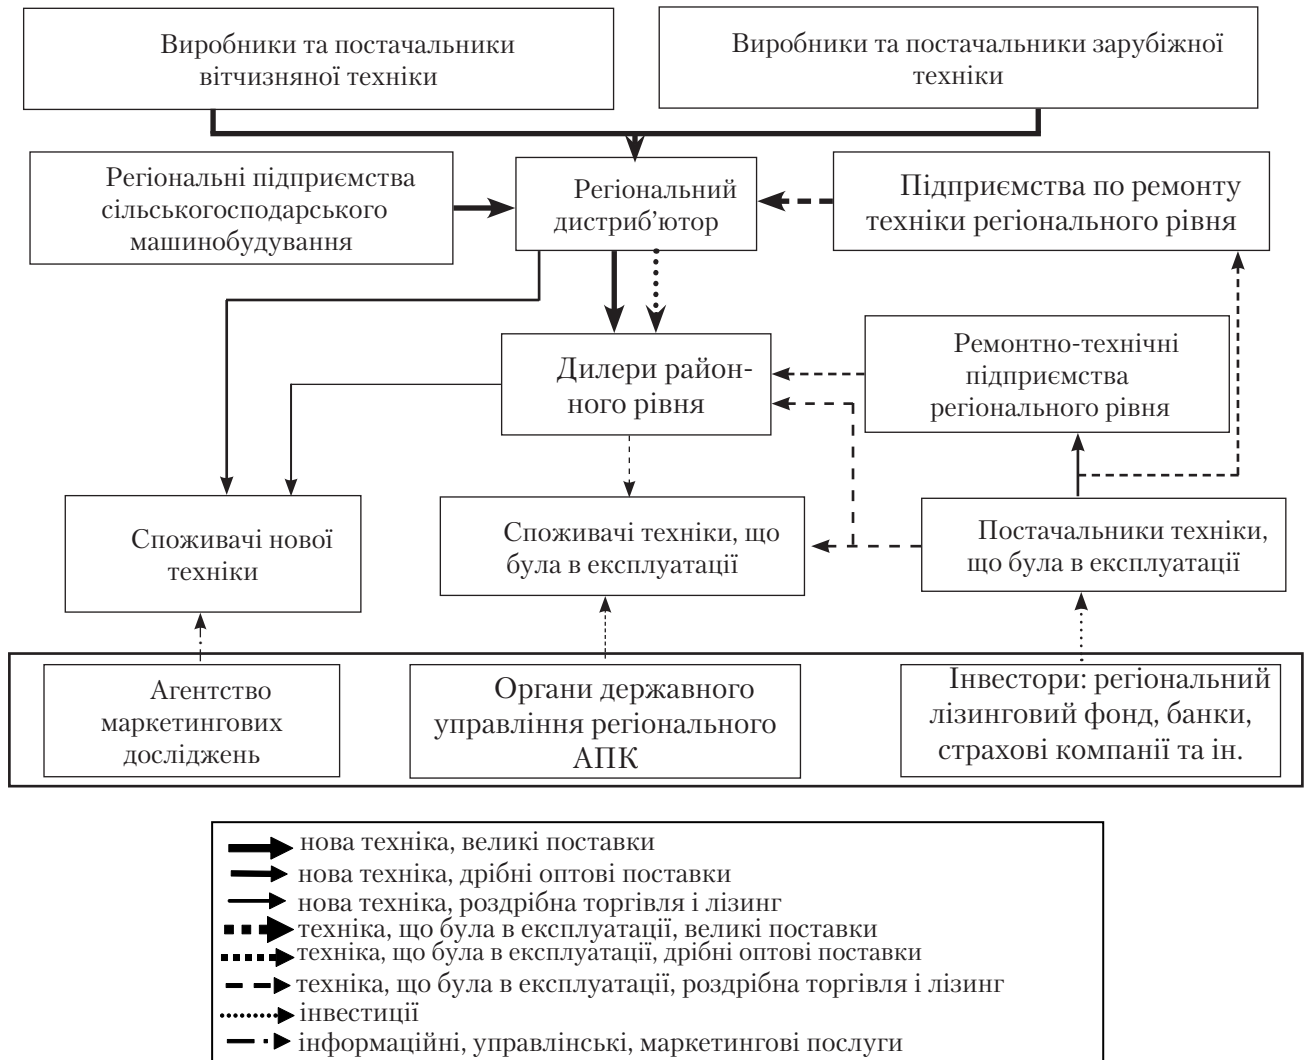 Виробники та постачальники
вітчизняної техніки
Виробники та постачальники зарубіжної
техніки
Регіональні підприємства
сільськогосподарського
машинобудування
Регіональний
дистриб’ютор
Підприємства по ремонту
техніки регіонального рівня
Дилери район-
ного рівня
Ремонтно-технічні
підприємства
регіонального рівня
Споживачі нової
техніки
Споживачі техніки, що
була в експлуатації
Постачальники техніки,
що була в експлуатації
Агентство
маркетингових
досліджень
Органи державного
управління регіонального
АПК
Інвестори: регіональний
лізинговий фонд, банки,
страхові компанії та ін.
нова техніка, великі поставки
нова техніка, дрібні оптові поставки
нова техніка, роздрібна торгівля і лізинг
техніка, що була в експлуатації, великі поставки
техніка, що була в експлуатації, дрібні оптові поставки
техніка, що була в експлуатації, роздрібна торгівля і лізинг
інвестиції
інформаційні, управлінські, маркетингові послуги